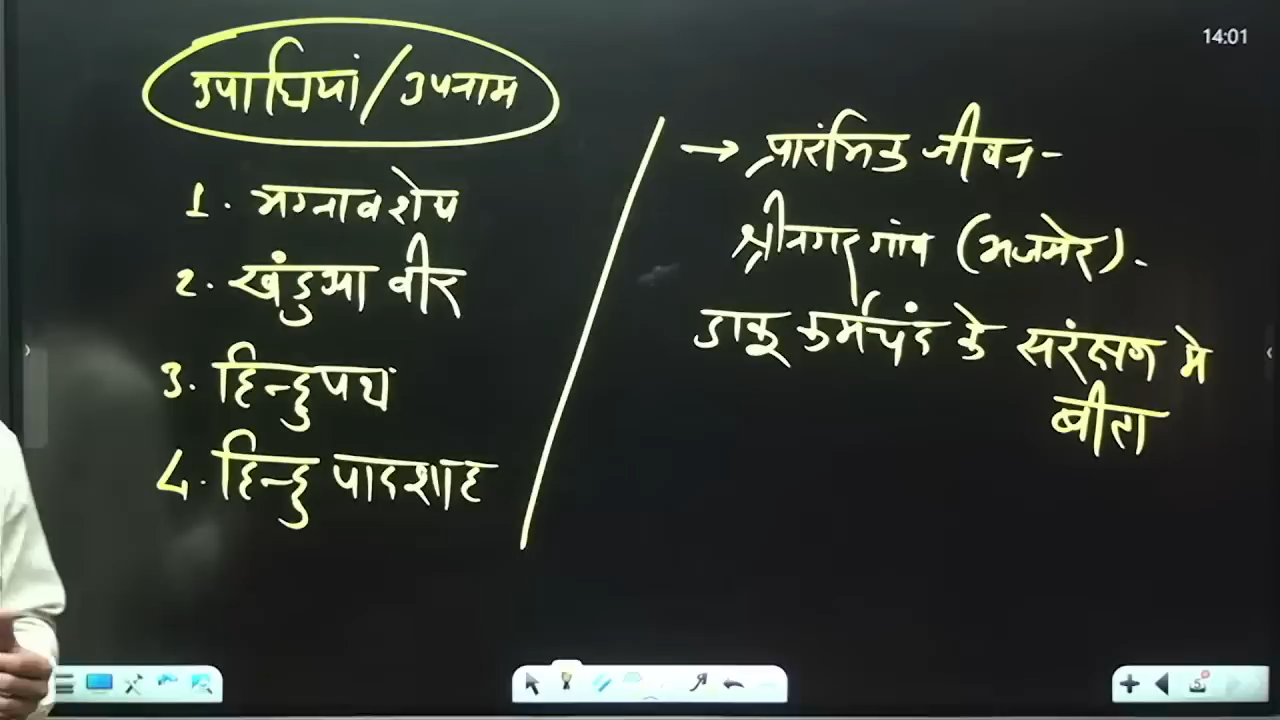 14:01
उपाधियां/उपनाम
1. भग्नावशेष
2. खंडुआ वीर
3. हिन्दुपथ
4. हिन्दु पादशाह
→ प्रारंभिक जीवन-
श्रीनगर गांव (अजमेर).
डाकू कर्मचंद के संरक्षण मे
बीता